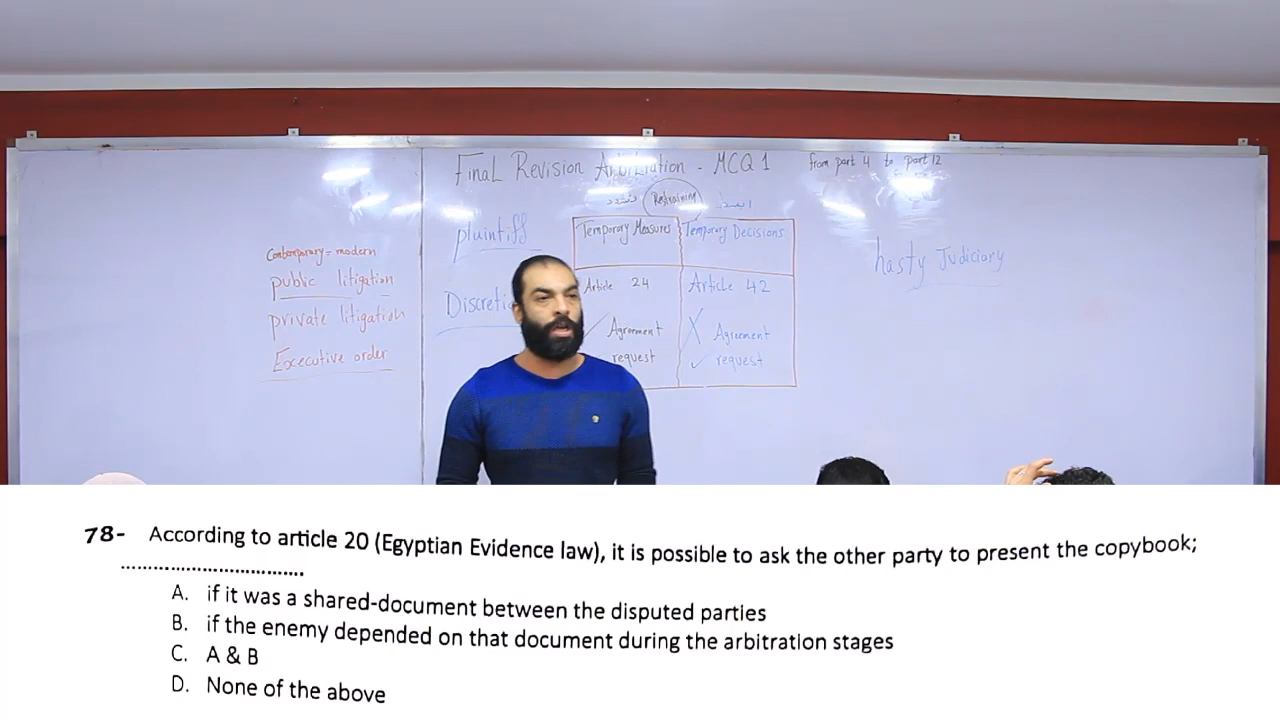 Final Revision Arbitration - MCQ 1
from part 4 to part 12
Restraining
plaintiff
Temporary Measures
Temporary Decisions
hasty Judiciary
Contemporary = modern
public litigation
private litigation
Executive order
Article 24
Article 42
Agreement
X Agreement
request
✓ request
78- According to article 20 (Egyptian Evidence law), it is possible to ask the other party to present the copybook;
....................................
A. if it was a shared-document between the disputed parties
B. if the enemy depended on that document during the arbitration stages
C. A & B
D. None of the above